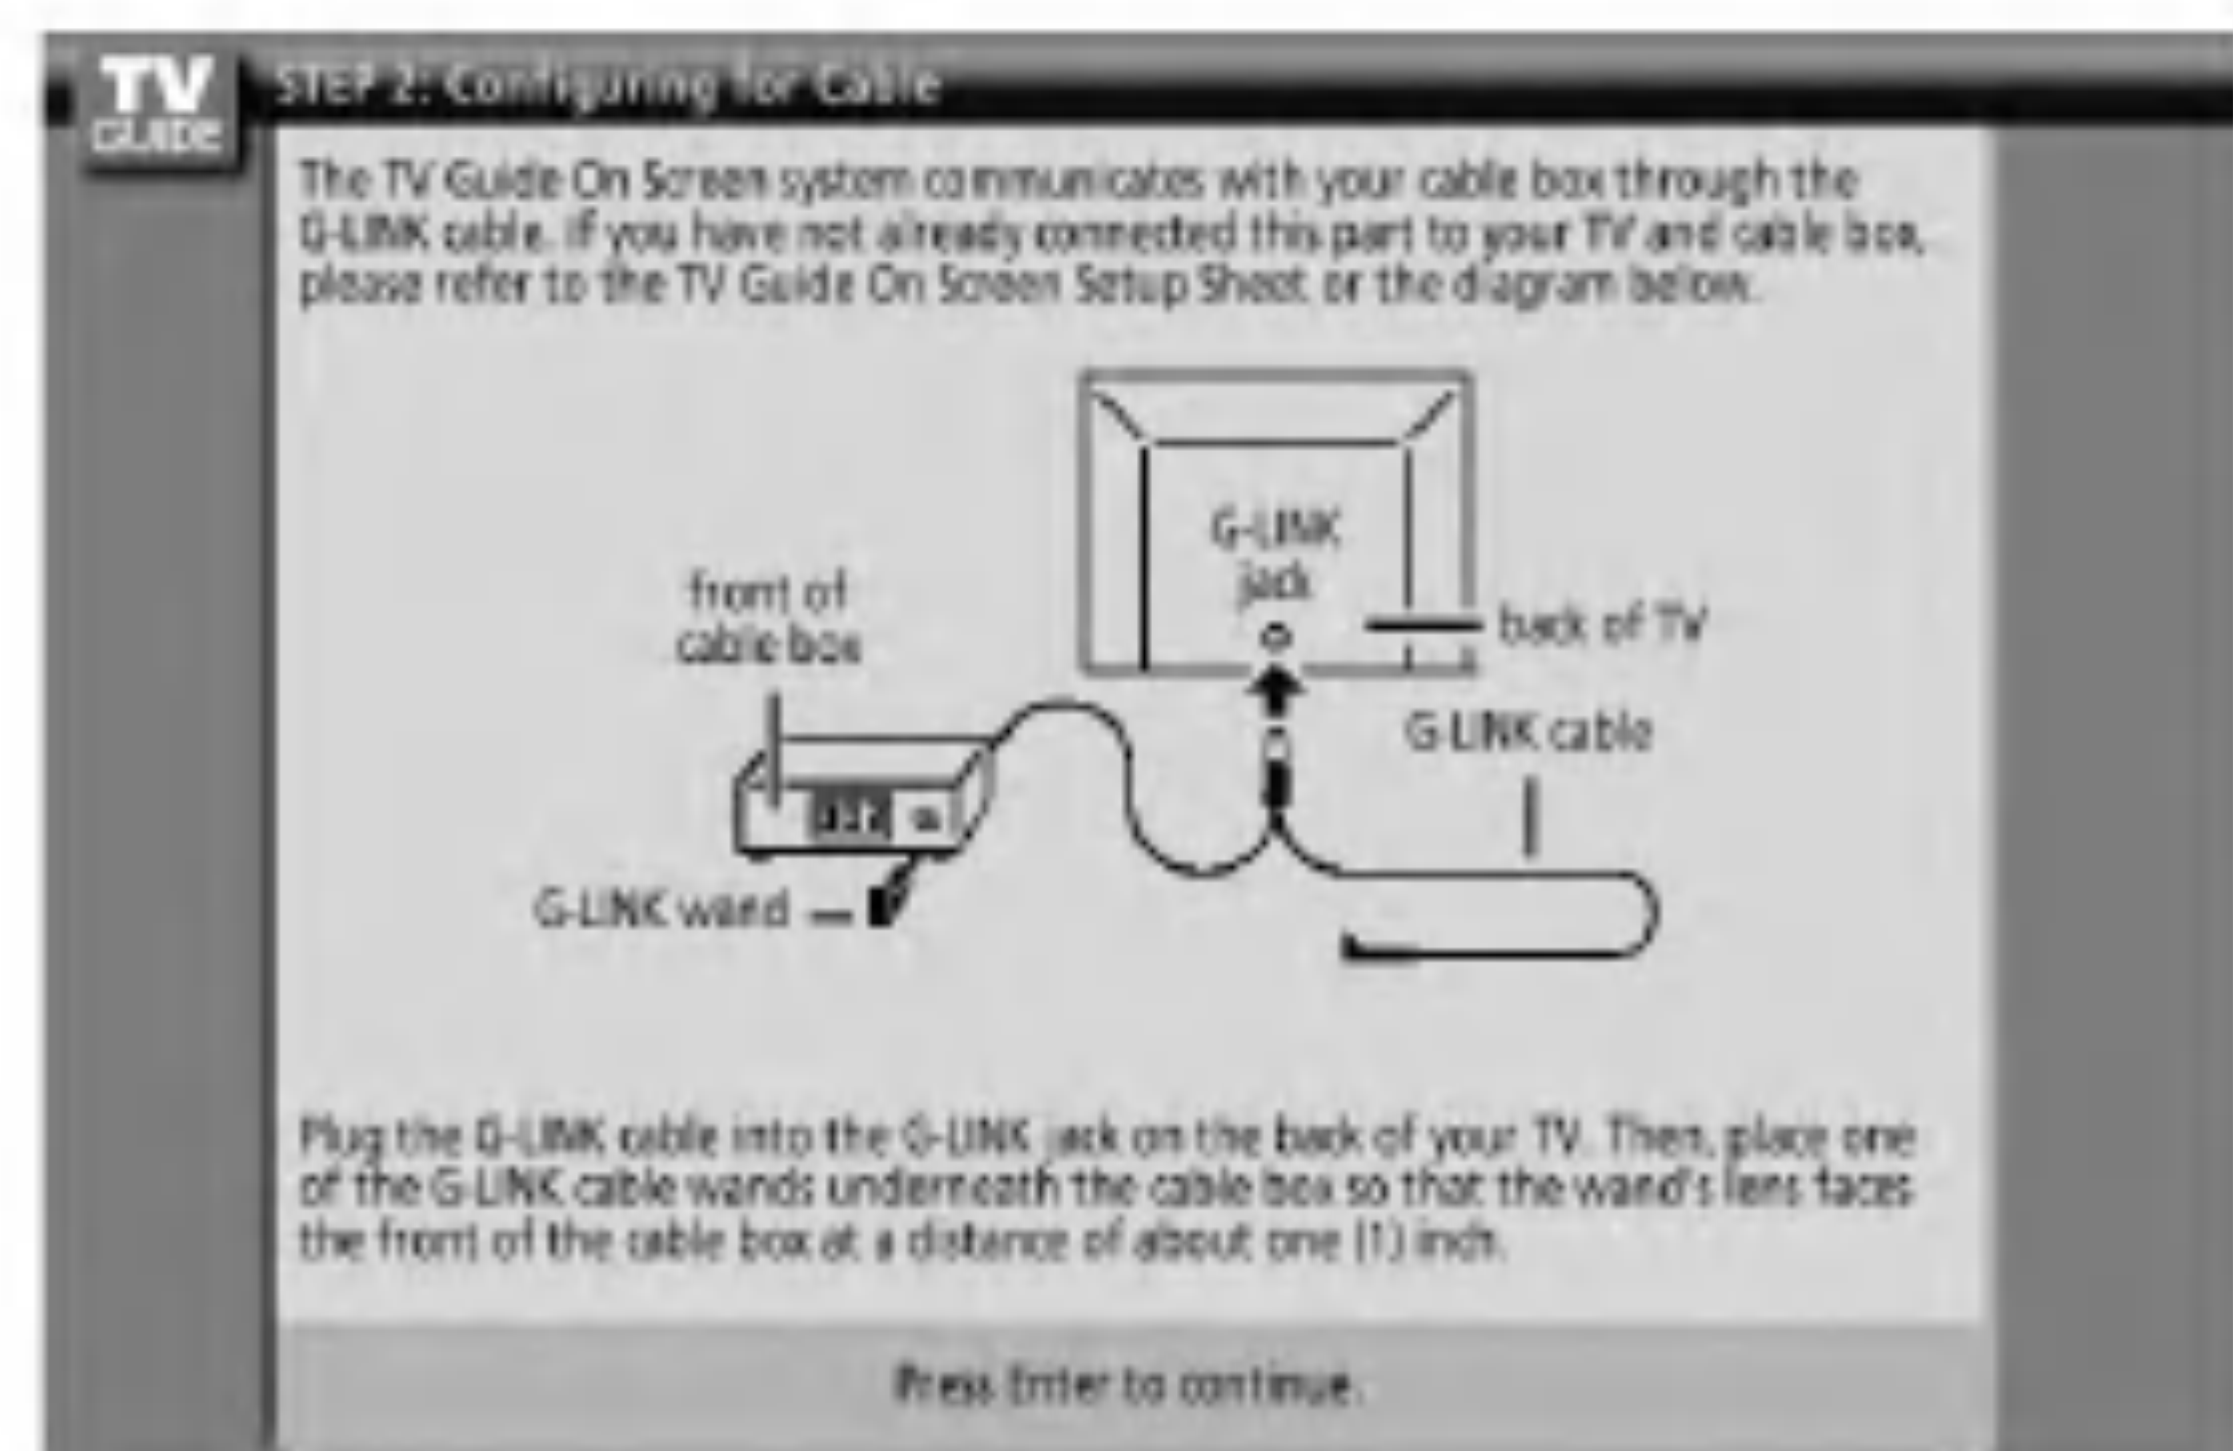 TV
GUIDE
STEP 2: Configuring for Cable
The TV Guide On Screen system communicates with your cable box through the
G-LINK cable. If you have not already connected this part to your TV and cable box,
please refer to the TV Guide On Screen Setup Sheet or the diagram below.
G-LINK
jack
front of
cable box
back of TV
G-LINK cable
G-LINK wand
Plug the G-LINK cable into the G-LINK jack on the back of your TV. Then, place one
of the G-LINK cable wands underneath the cable box so that the wand's lens faces
the front of the cable box at a distance of about one (1) inch.
Press Enter to continue.